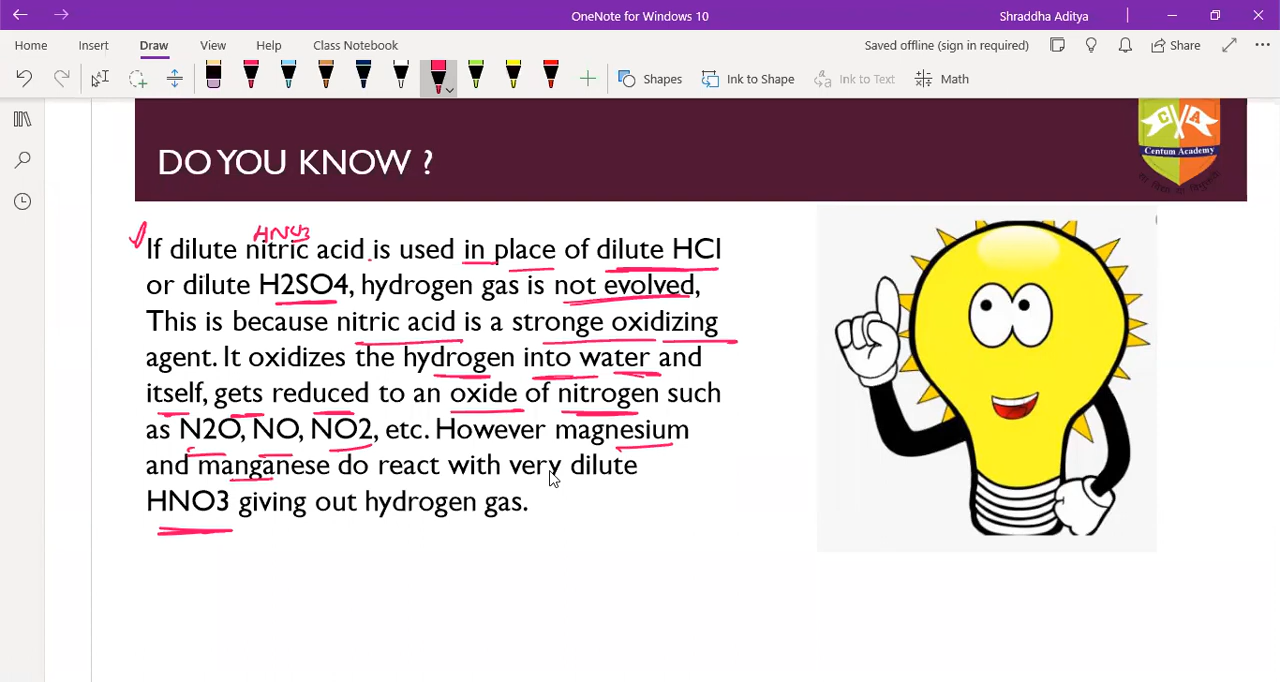 OneNote for Windows 10
Shraddha Aditya
Home Insert Draw View Help Class Notebook
Saved offline (sign in required) Share
Shapes Ink to Shape Ink to Text Math
DO YOU KNOW ?
CA
Centum Academy
HNO3
If dilute nitric acid is used in place of dilute HCl
or dilute H2SO4, hydrogen gas is not evolved,
This is because nitric acid is a stronge oxidizing
agent. It oxidizes the hydrogen into water and
itself, gets reduced to an oxide of nitrogen such
as N2O, NO, NO2, etc. However magnesium
and manganese do react with very dilute
HNO3 giving out hydrogen gas.